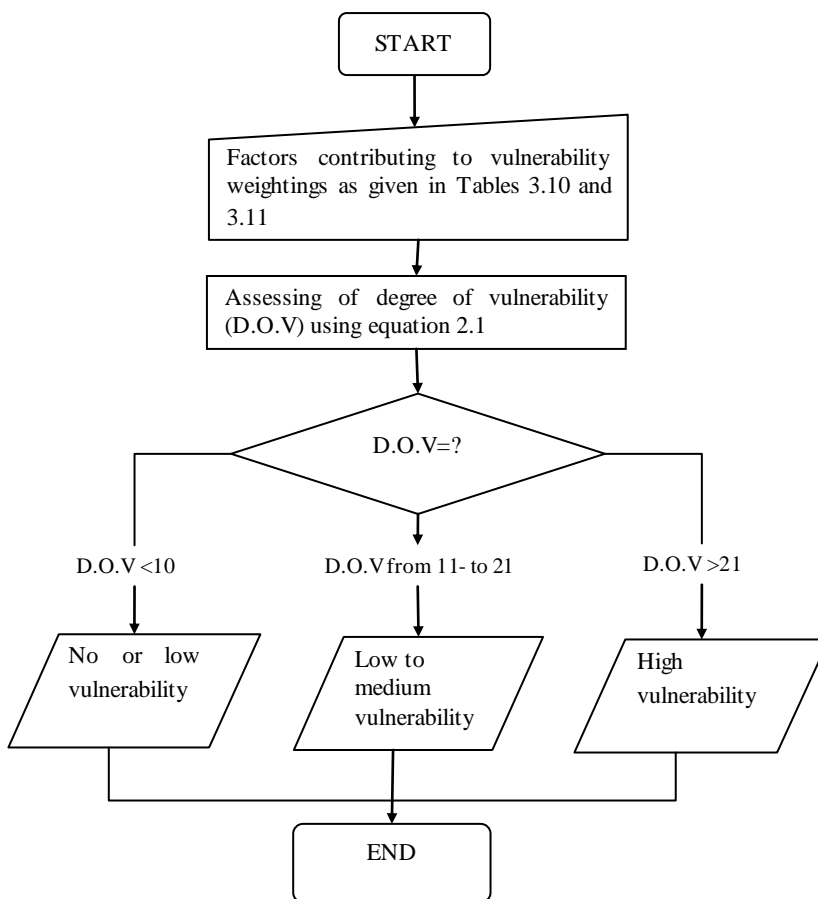 START
Factors contributing to vulnerability
weightings as given in Tables 3.10 and
3.11
Assessing of degree of vulnerability
(D.O.V) using equation 2.1
D.O.V=?
D.O.V <10
D.O.V from 11- to 21
D.O.V >21
No or low
vulnerability
Low to
medium
vulnerability
High
vulnerability
END